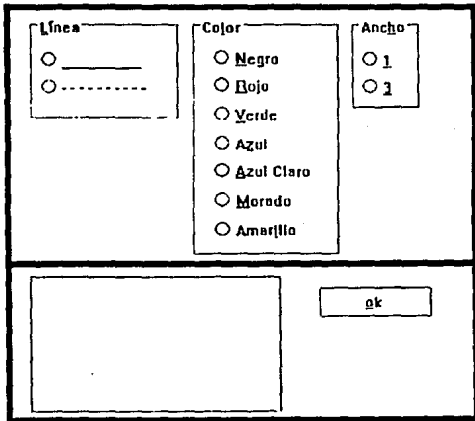 Línea
Color
Ancho
Negro
Rojo
Verde
Azul
Azul Claro
Morado
Amarillo
1
3
ok